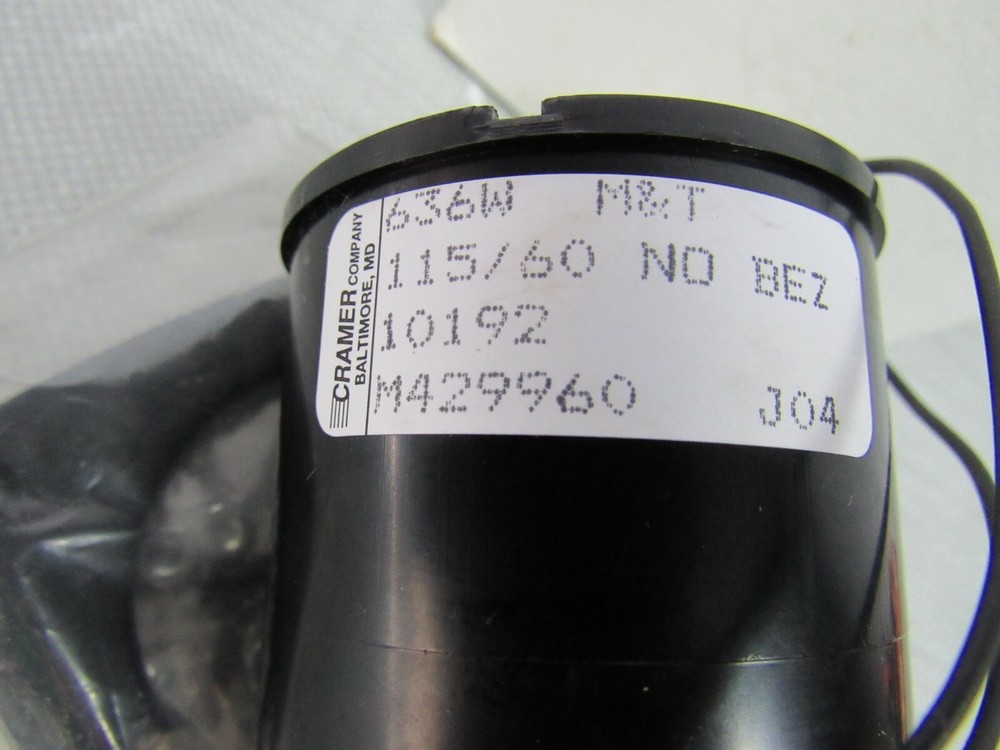 CRAMER COMPANY
BALTIMORE, MD
636W M&T
115/60 NO BEZ
10192
M429960 J04